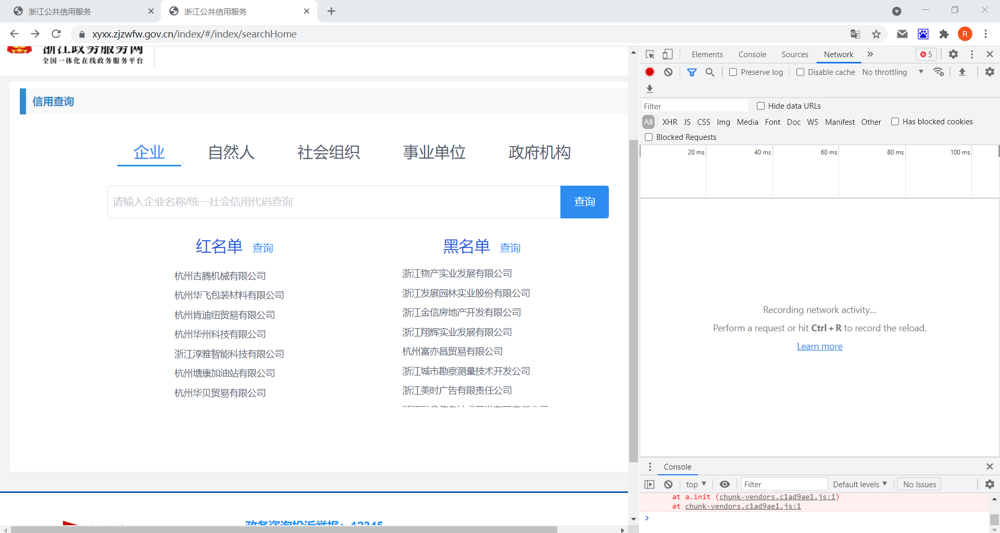 浙江公共信用服务
浙江公共信用服务
xyxx.zjzwfw.gov.cn/index/#/index/searchHome
R
浙江政务服务网
全国一体化在线政务服务平台
信用查询
企业 自然人 社会组织 事业单位 政府机构
请输入企业名称/统一社会信用代码查询 查询
红名单 查询
杭州吉腾机械有限公司
杭州华飞包装材料有限公司
杭州肯迪纽贸易有限公司
杭州华州科技有限公司
浙江淳雅智能科技有限公司
杭州塘康加油站有限公司
杭州华贝贸易有限公司
黑名单 查询
浙江物产实业发展有限公司
浙江发展园林实业股份有限公司
浙江金信房地产开发有限公司
浙江翔辉实业发展有限公司
杭州富亦昌贸易有限公司
浙江城市勘察测量技术开发公司
浙江美时广告有限责任公司
政务咨询投诉举报：12345
Elements Console Sources Network 5
Preserve log Disable cache No throttling
Filter Hide data URLs
All XHR JS CSS Img Media Font Doc WS Manifest Other Has blocked cookies
Blocked Requests
20 ms 40 ms 60 ms 80 ms 100 ms
Recording network activity...
Perform a request or hit Ctrl + R to record the reload.
Learn more
Console
top Filter Default levels No Issues
at a.init (chunk-vendors.c1ad9ae1.js:1)
at chunk-vendors.c1ad9ae1.js:1